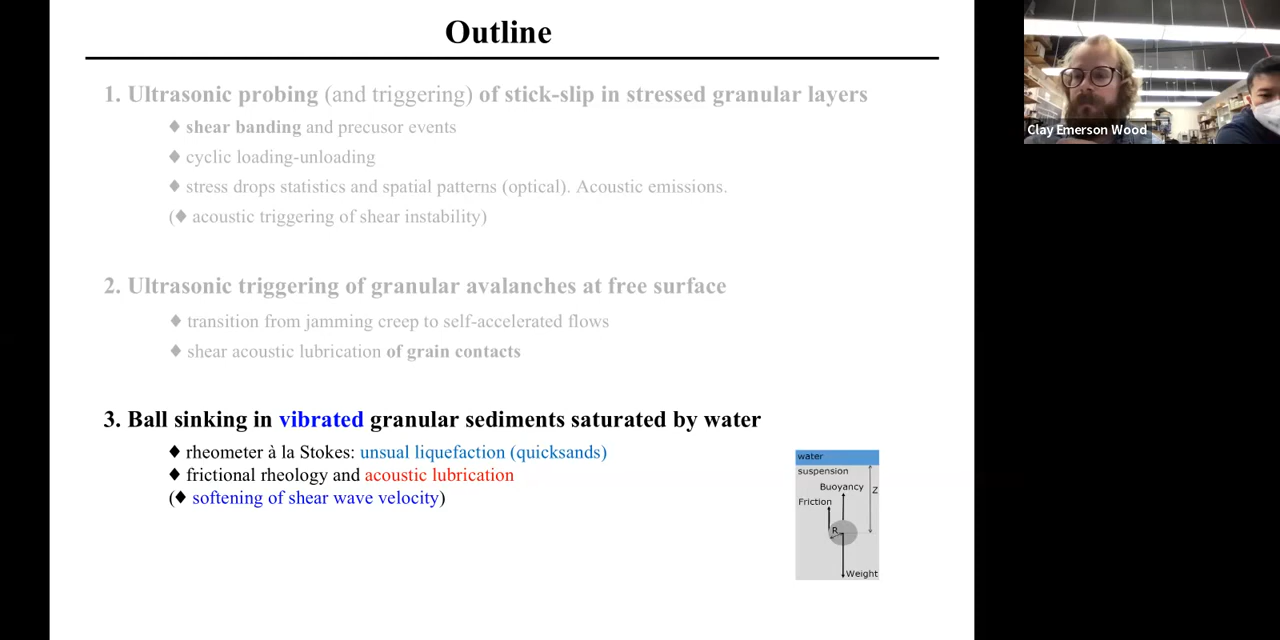 Outline
1. Ultrasonic probing (and triggering) of stick-slip in stressed granular layers
♦ shear banding and precusor events
♦ cyclic loading-unloading
♦ stress drops statistics and spatial patterns (optical). Acoustic emissions.
(♦ acoustic triggering of shear instability)
2. Ultrasonic triggering of granular avalanches at free surface
♦ transition from jamming creep to self-accelerated flows
♦ shear acoustic lubrication of grain contacts
3. Ball sinking in vibrated granular sediments saturated by water
♦ rheometer à la Stokes: unsual liquefaction (quicksands)
♦ frictional rheology and acoustic lubrication
(♦ softening of shear wave velocity)
water
suspension
Buoyancy
Z
Friction
R
Weight
Clay Emerson Wood